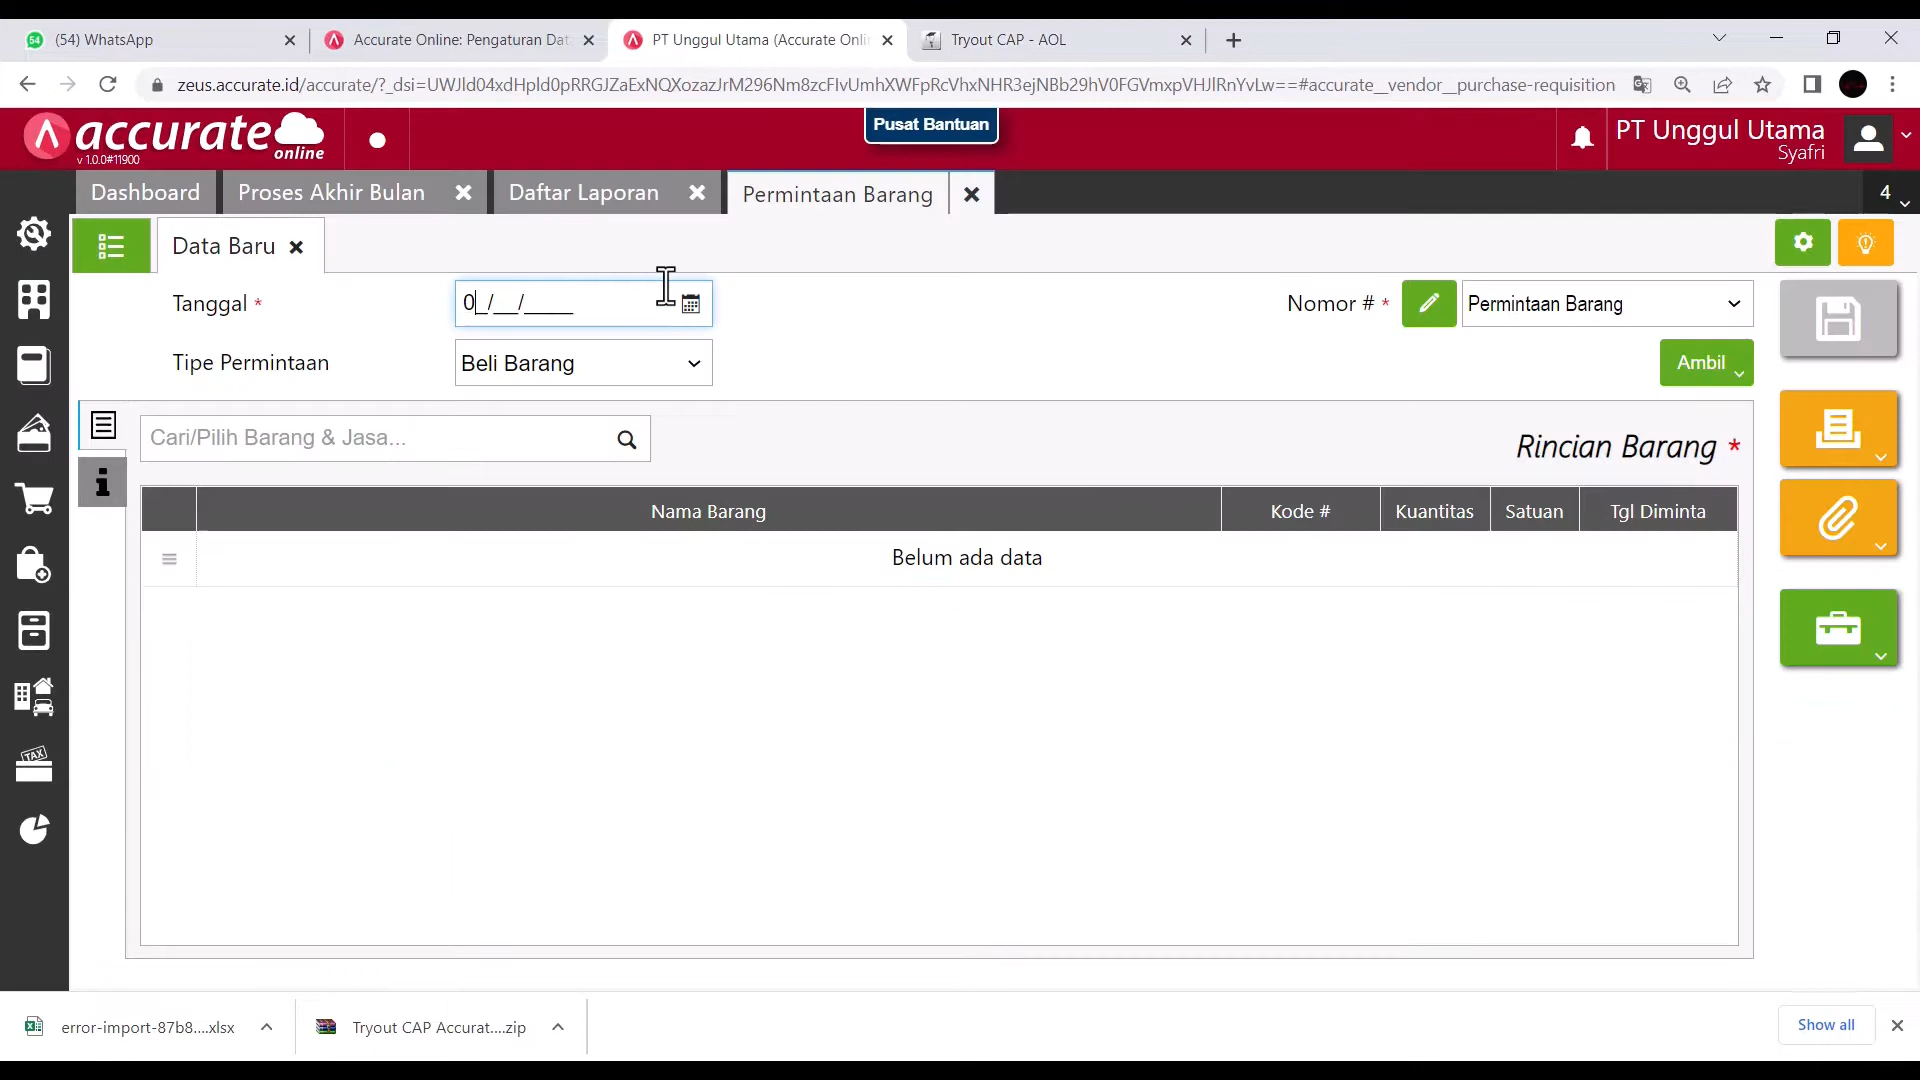 54
(54) WhatsApp
Accurate Online: Pengaturan Dat
PT Unggul Utama (Accurate Onli
Tryout CAP - AOL
zeus.accurate.id/accurate/?_dsi=UWJld04xdHpld0pRRGJZaExNQXozazJrM296Nm8zcFIvUmhXWFpRcVhxNHR3ejNBb29hV0FGVmxpVHJlRnYvLw==#accurate__vendor__purchase-requisition
accurate
online
v 1.0.0#11900
Pusat Bantuan
PT Unggul Utama
Syafri
Dashboard
Proses Akhir Bulan
Daftar Laporan
Permintaan Barang
4
Data Baru
Tanggal *
0_/__/____
Nomor # *
Permintaan Barang
Tipe Permintaan
Beli Barang
Ambil
Cari/Pilih Barang & Jasa...
Rincian Barang *
Nama Barang
Kode #
Kuantitas
Satuan
Tgl Diminta
Belum ada data
TAX
error-import-87b8....xlsx
Tryout CAP Accurat....zip
Show all